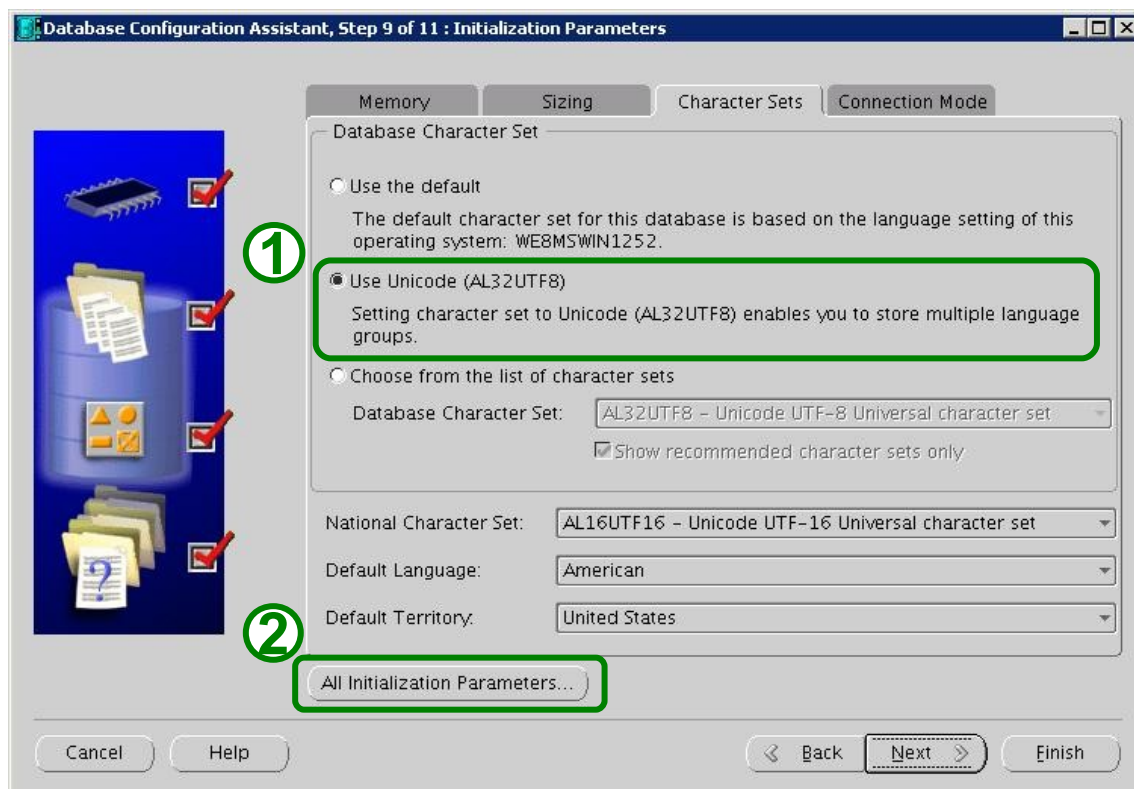 Database Configuration Assistant, Step 9 of 11 : Initialization Parameters
Memory Sizing Character Sets Connection Mode
Database Character Set
Use the default
The default character set for this database is based on the language setting of this
operating system: WE8MSWIN1252.
1
Use Unicode (AL32UTF8)
Setting character set to Unicode (AL32UTF8) enables you to store multiple language
groups.
Choose from the list of character sets
Database Character Set: AL32UTF8 - Unicode UTF-8 Universal character set
Show recommended character sets only
National Character Set: AL16UTF16 - Unicode UTF-16 Universal character set
Default Language: American
Default Territory: United States
2
All Initialization Parameters...
Cancel Help Back Next Finish
?